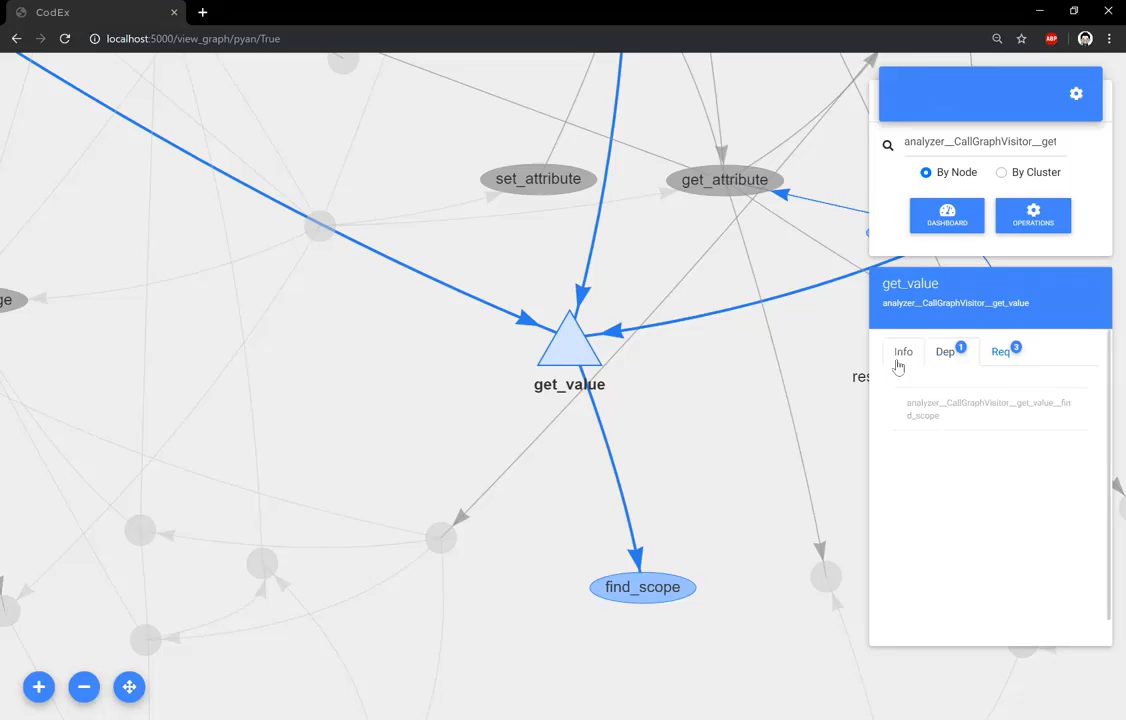 CodEx
localhost:5000/view_graph/pyan/True
ABP
set_attribute
get_attribute
analyzer__CallGraphVisitor__get
By Node
By Cluster
DASHBOARD
OPERATIONS
get_value
analyzer__CallGraphVisitor__get_value
ge
Info
Dep 1
Req 3
res
get_value
analyzer__CallGraphVisitor__get_value__fin
d_scope
find_scope